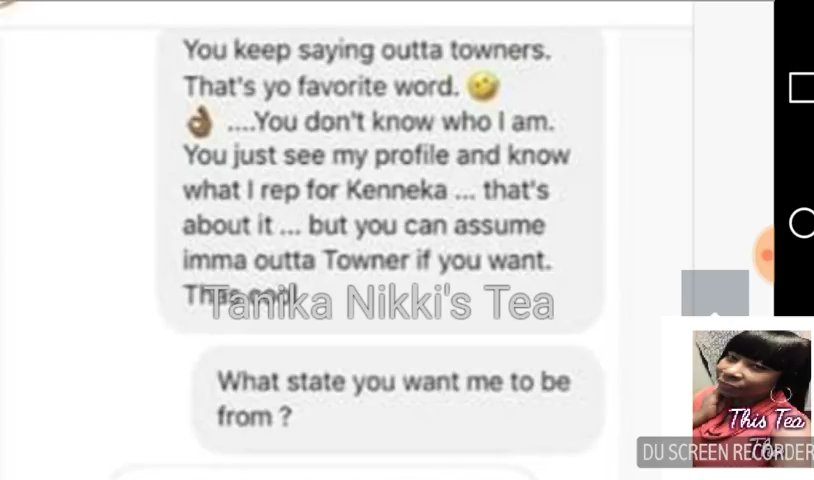 You keep saying outta towners.
That's yo favorite word.
....You don't know who I am.
You just see my profile and know
what I rep for Kenneka ... that's
about it ... but you can assume
imma outta Towner if you want.
Thas cool
Tanika Nikki's Tea
What state you want me to be
from ?
This Tea
DU SCREEN RECORDER